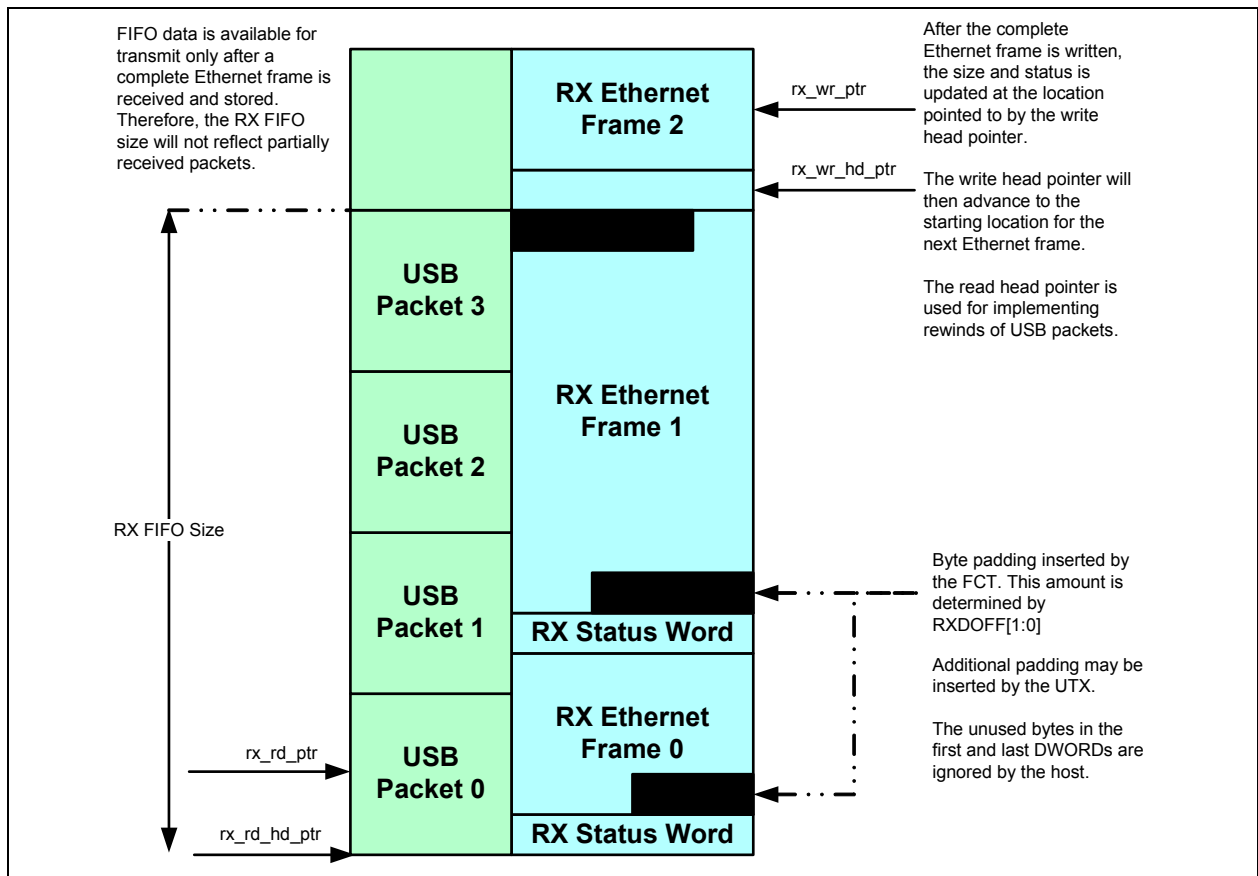 FIFO data is available for
transmit only after a
complete Ethernet frame is
received and stored.
Therefore, the RX FIFO
size will not reflect partially
received packets.
RX Ethernet
Frame 2
rx_wr_ptr
After the complete
Ethernet frame is written,
the size and status is
updated at the location
pointed to by the write
head pointer.
rx_wr_hd_ptr
The write head pointer will
then advance to the
starting location for the
next Ethernet frame.
The read head pointer is
used for implementing
rewinds of USB packets.
USB
Packet 3
RX Ethernet
Frame 1
USB
Packet 2
RX FIFO Size
USB
Packet 1
RX Status Word
Byte padding inserted by
the FCT. This amount is
determined by
RXDOFF[1:0]
Additional padding may be
inserted by the UTX.
The unused bytes in the
first and last DWORDs are
ignored by the host.
RX Ethernet
Frame 0
rx_rd_ptr
USB
Packet 0
rx_rd_hd_ptr
RX Status Word